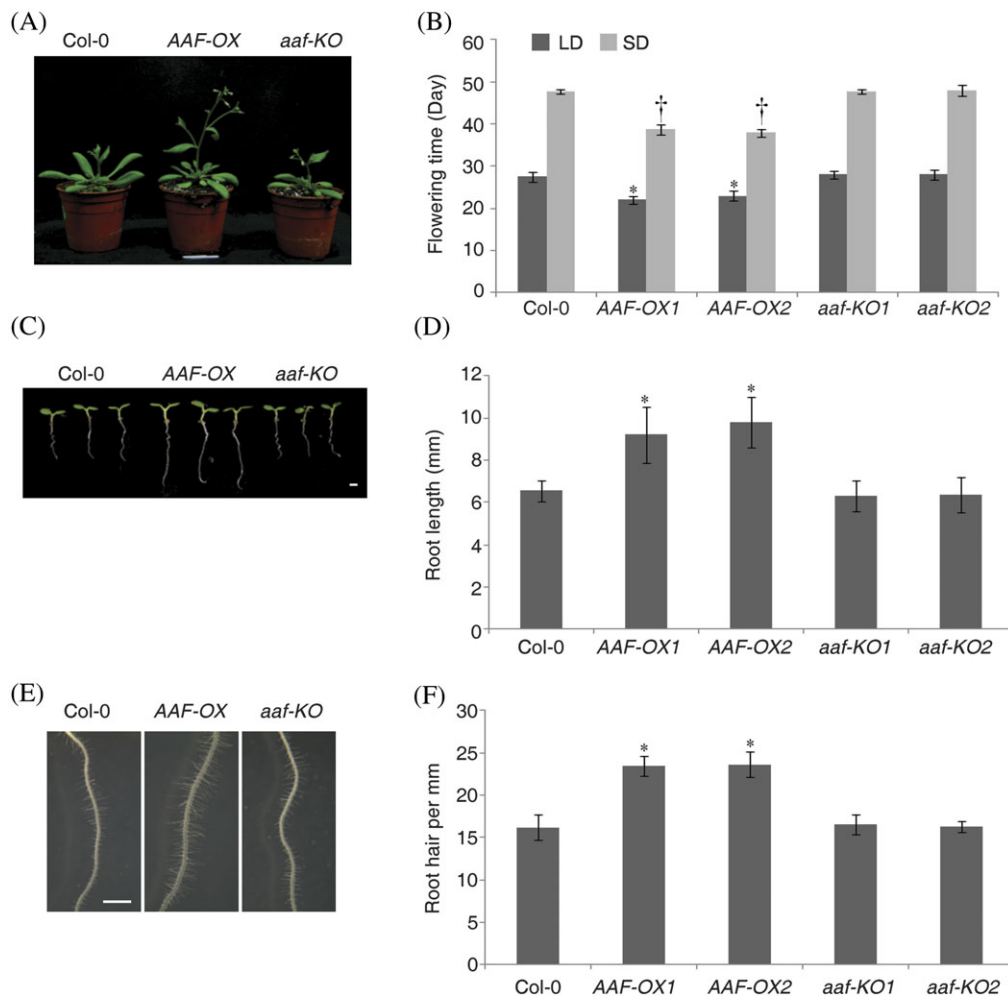 (A)
Col-0 AAF-OX aaf-KO
(B)
LD SD
Flowering time (Day)
60
50
40
30
20
10
0
* † * †
Col-0 AAF-OX1 AAF-OX2 aaf-KO1 aaf-KO2
(C)
Col-0 AAF-OX aaf-KO
(D)
Root length (mm)
12
10
8
6
4
2
0
* *
Col-0 AAF-OX1 AAF-OX2 aaf-KO1 aaf-KO2
(E)
Col-0 AAF-OX aaf-KO
(F)
Root hair per mm
30
25
20
15
10
5
0
* *
Col-0 AAF-OX1 AAF-OX2 aaf-KO1 aaf-KO2